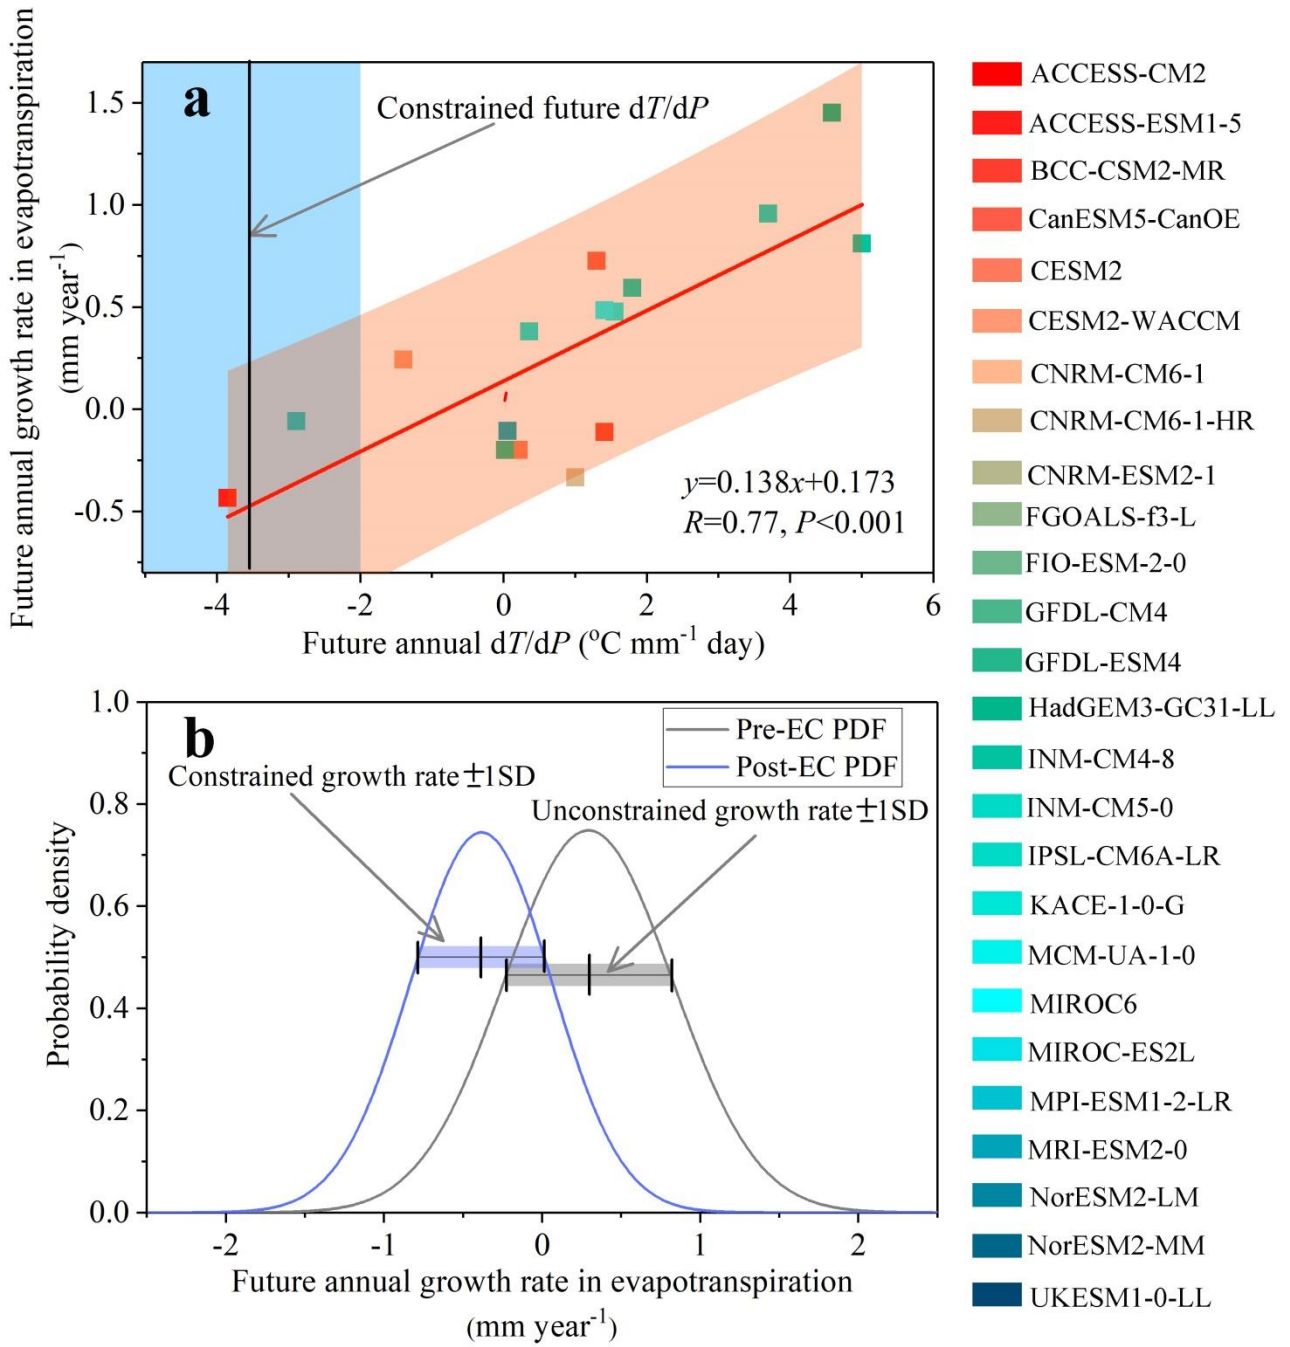 Future annual growth rate in evapotranspiration
(mm year-1)
a
Constrained future dT/dP
1.5
1.0
0.5
0.0
-0.5
y=0.138x+0.173
R=0.77, P<0.001
-4
-2
0
2
4
6
Future annual dT/dP (oC mm-1 day)
b
Pre-EC PDF
Post-EC PDF
Constrained growth rate±1SD
Unconstrained growth rate±1SD
Probability density
1.0
0.8
0.6
0.4
0.2
0.0
-2
-1
0
1
2
Future annual growth rate in evapotranspiration
(mm year-1)
ACCESS-CM2
ACCESS-ESM1-5
BCC-CSM2-MR
CanESM5-CanOE
CESM2
CESM2-WACCM
CNRM-CM6-1
CNRM-CM6-1-HR
CNRM-ESM2-1
FGOALS-f3-L
FIO-ESM-2-0
GFDL-CM4
GFDL-ESM4
HadGEM3-GC31-LL
INM-CM4-8
INM-CM5-0
IPSL-CM6A-LR
KACE-1-0-G
MCM-UA-1-0
MIROC6
MIROC-ES2L
MPI-ESM1-2-LR
MRI-ESM2-0
NorESM2-LM
NorESM2-MM
UKESM1-0-LL